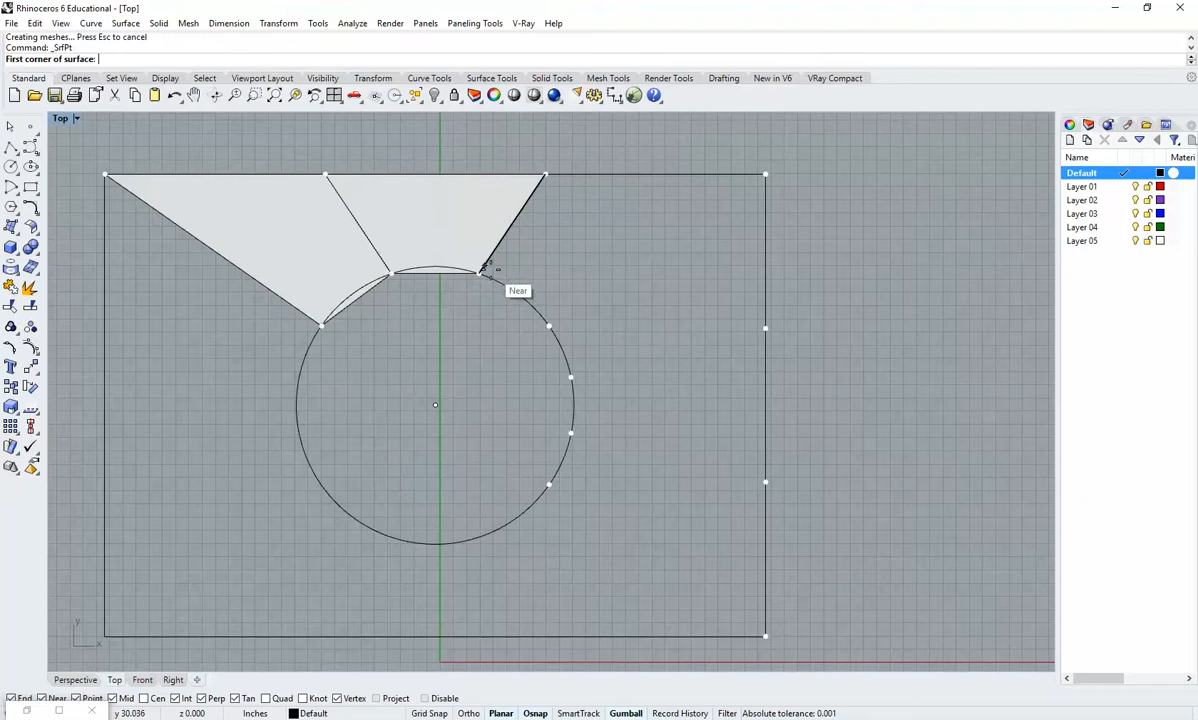 Rhinoceros 6 Educational - [Top]
File Edit View Curve Surface Solid Mesh Dimension Transform Tools Analyze Render Panels Paneling Tools V-Ray Help
Creating meshes... Press Esc to cancel
Command: _SrfPt
First corner of surface:
Standard CPlanes Set View Display Select Viewport Layout Visibility Transform Curve Tools Surface Tools Solid Tools Mesh Tools Render Tools Drafting New in V6 VRay Compact
Top
Name Materi
Default
Layer 01
Layer 02
Layer 03
Layer 04
Layer 05
Near
y
x
Perspective Top Front Right
End Near Point Mid Cen Int Perp Tan Quad Knot Vertex Project Disable
y 30.036 z 0.000 Inches Default Grid Snap Ortho Planar Osnap SmartTrack Gumball Record History Filter Absolute tolerance: 0.001